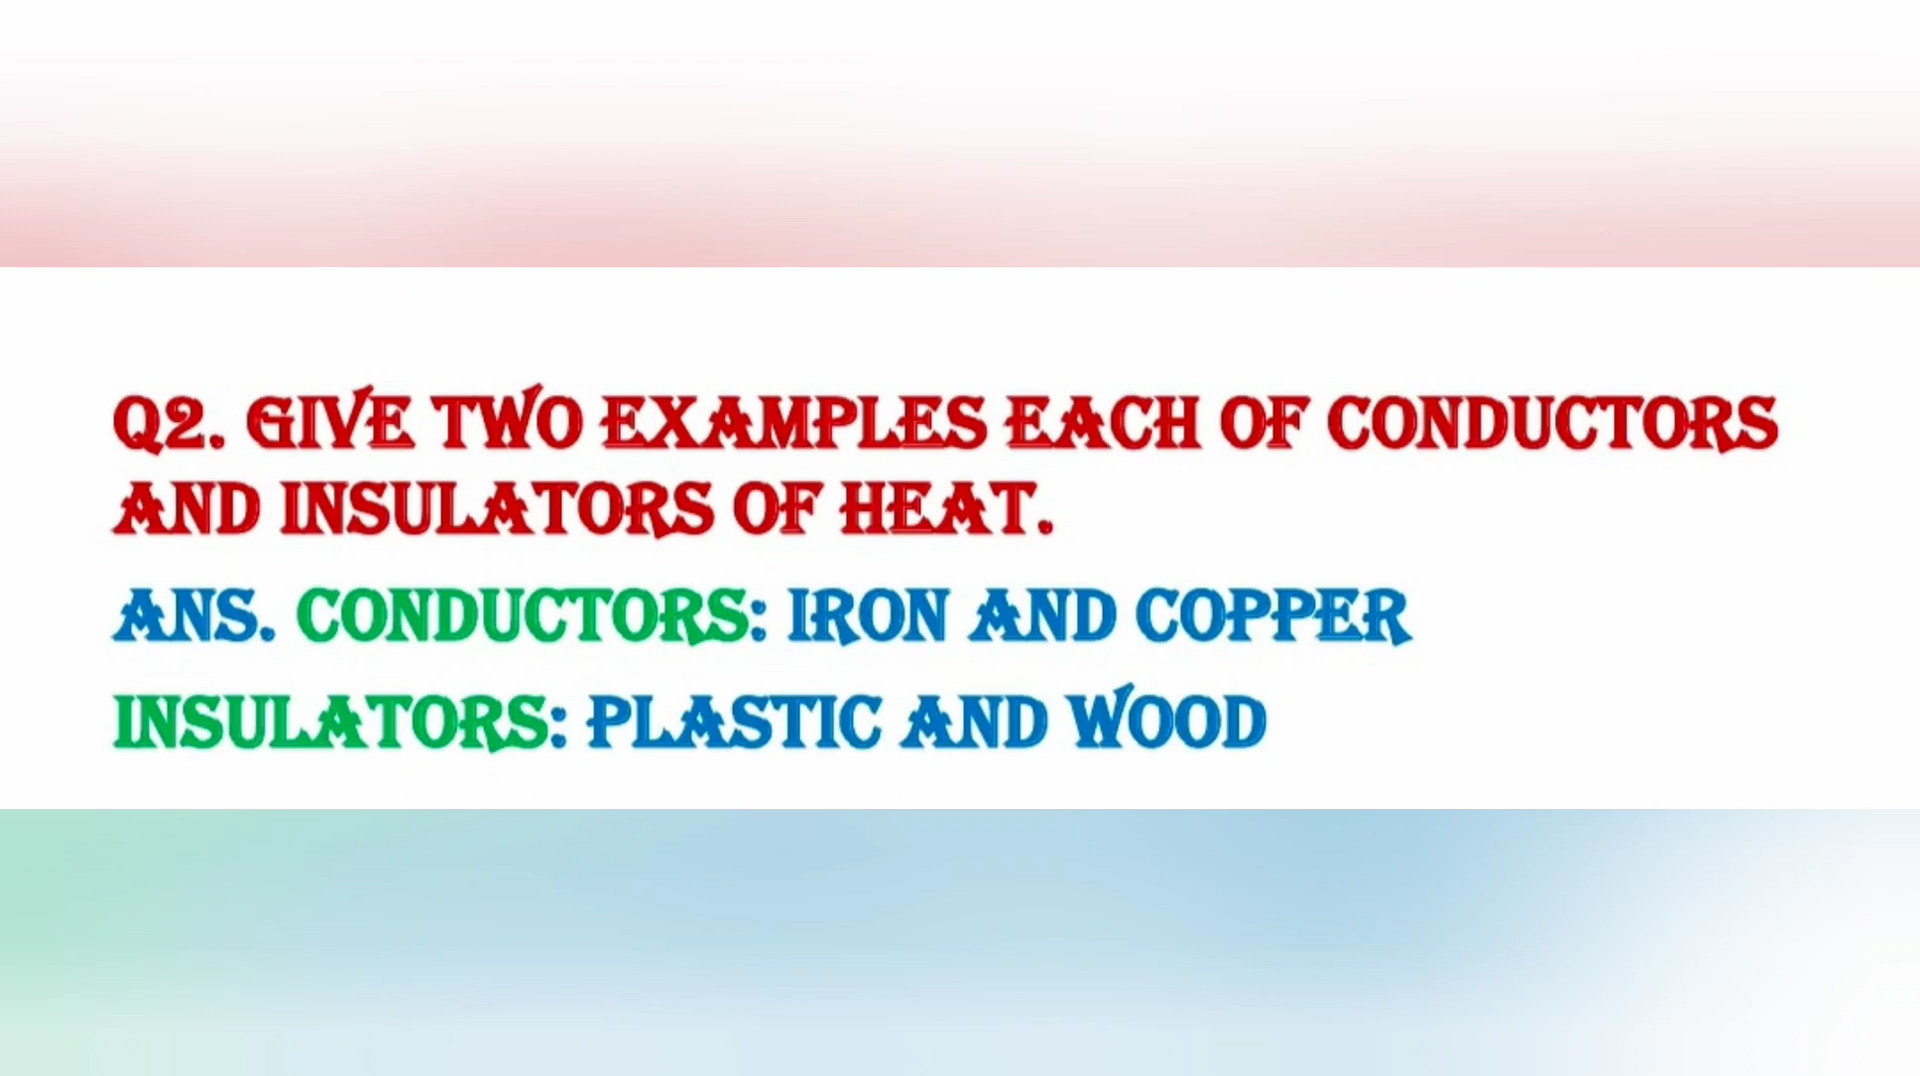 Q2. GIVE TWO EXAMPLES EACH OF CONDUCTORS
AND INSULATORS OF HEAT.
ANS. CONDUCTORS: IRON AND COPPER
INSULATORS: PLASTIC AND WOOD